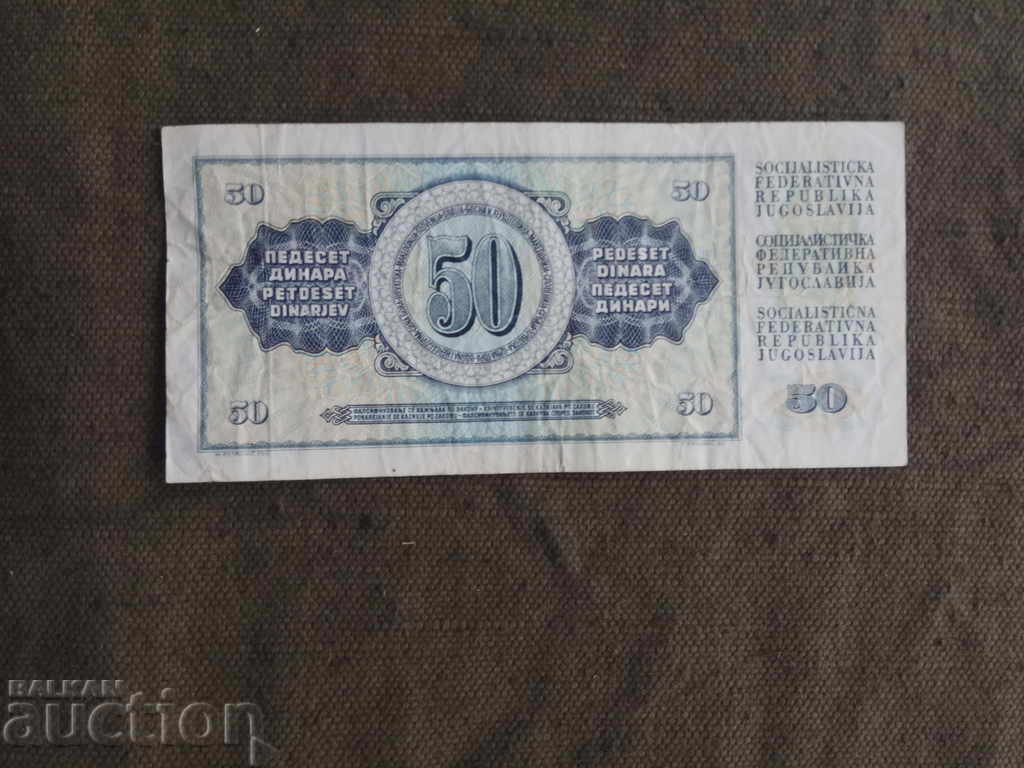 50
50
ПЕДЕСЕТ
ДИНАРА
PETDESET
DINARJEV
50
PEDESET
DINARA
ПЕДЕСЕТ
ДИНАРИ
50
50
SOCIJALISTIČKA
FEDERATIVNA
REPUBLIKA
JUGOSLAVIJA
СОЦИЈАЛИСТИЧКА
ФЕДЕРАТИВНА
РЕПУБЛИКА
ЈУГОСЛАВИЈА
SOCIALISTIČNA
FEDERATIVNA
REPUBLIKA
JUGOSLAVIJA
50
BALKAN
auction